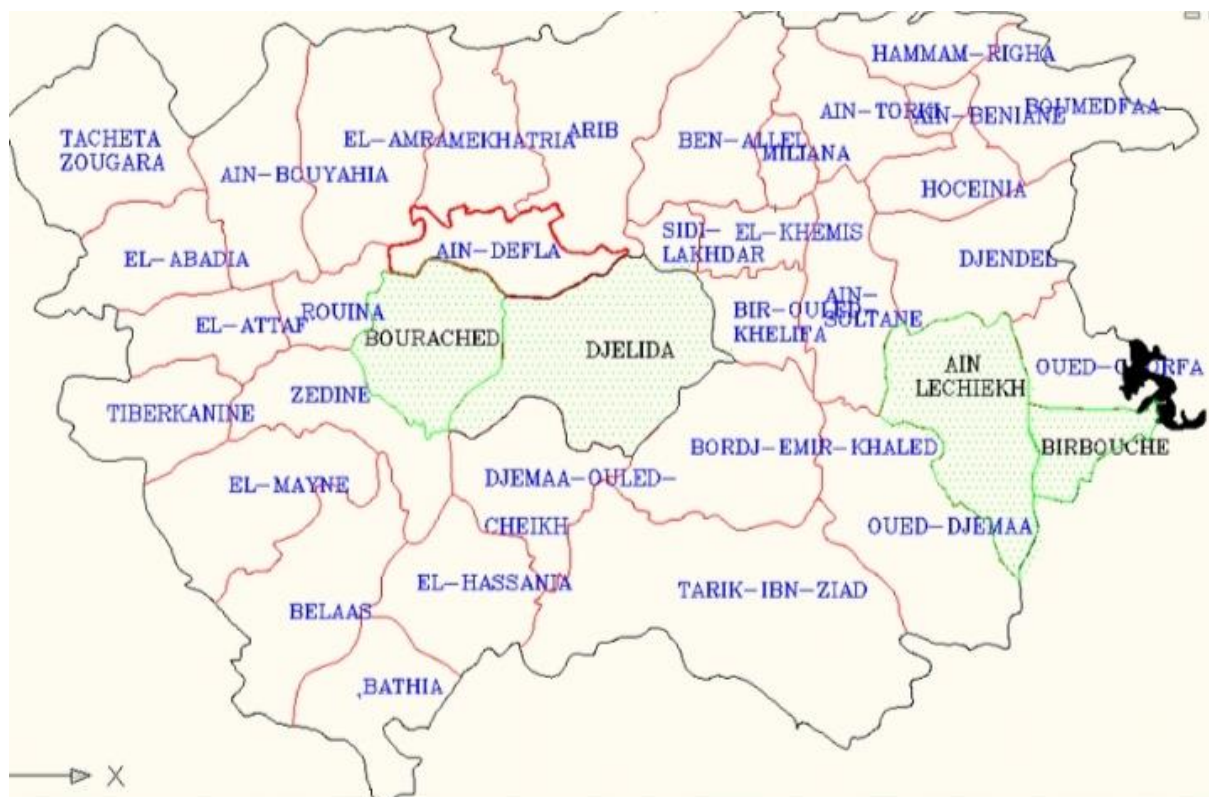 HAMMAM-RIGHA
TACHETA
ZOUGARA
EL-AMRA
MEKHATRIA
ARIB
BEN-ALLEL
MILIANA
AIN-TORKI
AIN-BENIANE
BOUMEDFAA
AIN-BOUYAHIA
HOCEINIA
EL-ABADIA
AIN-DEFLA
SIDI-
LAKHDAR
EL-KHEMIS
DJENDEL
EL-ATTAF
ROUINA
BOURACHED
DJELIDA
BIR-OULED-
KHELIFA
AIN-
SOLTANE
AIN
LECHIEKH
OUED-CHORFA
TIBERKANINE
ZEDINE
BORDJ-EMIR-KHALED
BIRBOUCHE
EL-MAYNE
DJEMAA-OULED-
CHEIKH
OUED-DJEMAA
EL-HASSANIA
TARIK-IBN-ZIAD
BELAAS
BATHIA
X